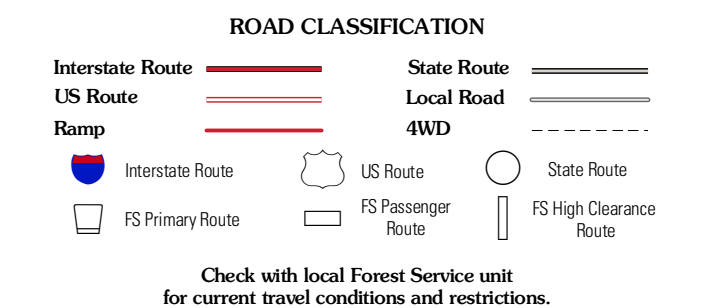 ROAD CLASSIFICATION
Interstate Route
State Route
US Route
Local Road
Ramp
4WD
Interstate Route
US Route
State Route
FS Primary Route
FS Passenger
Route
FS High Clearance
Route
Check with local Forest Service unit
for current travel conditions and restrictions.